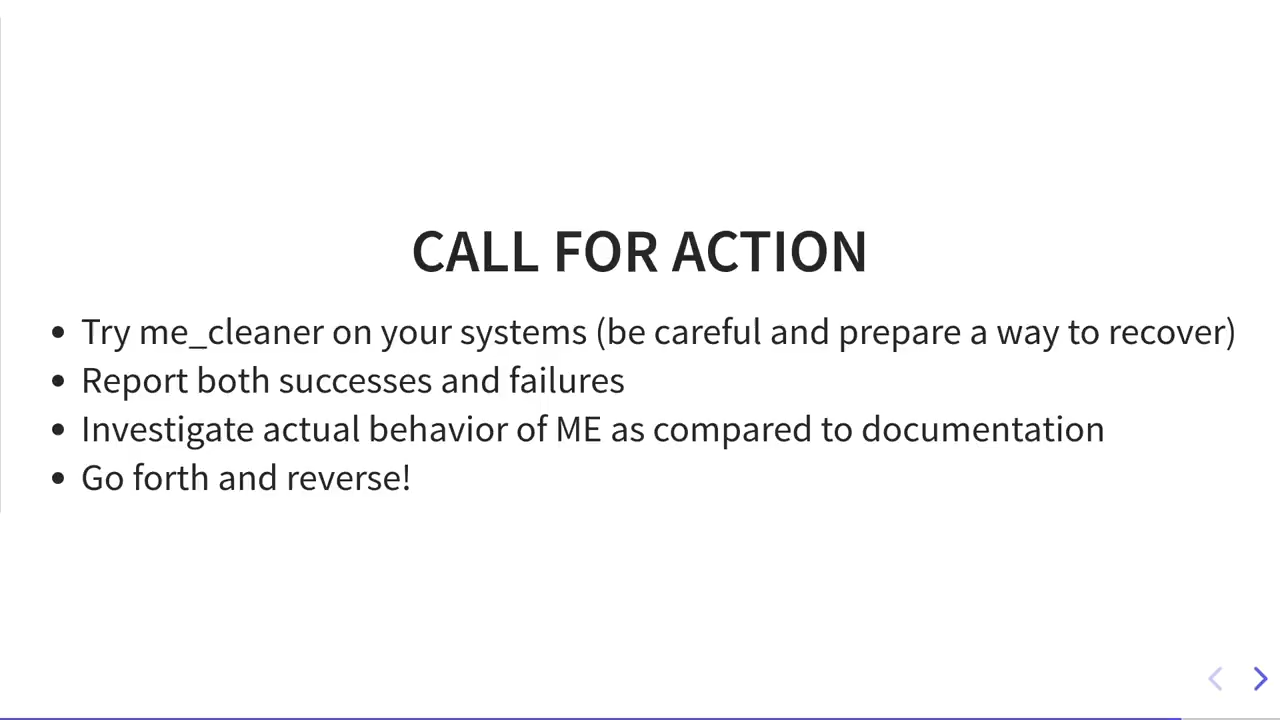 CALL FOR ACTION
• Try me_cleaner on your systems (be careful and prepare a way to recover)
• Report both successes and failures
• Investigate actual behavior of ME as compared to documentation
• Go forth and reverse!